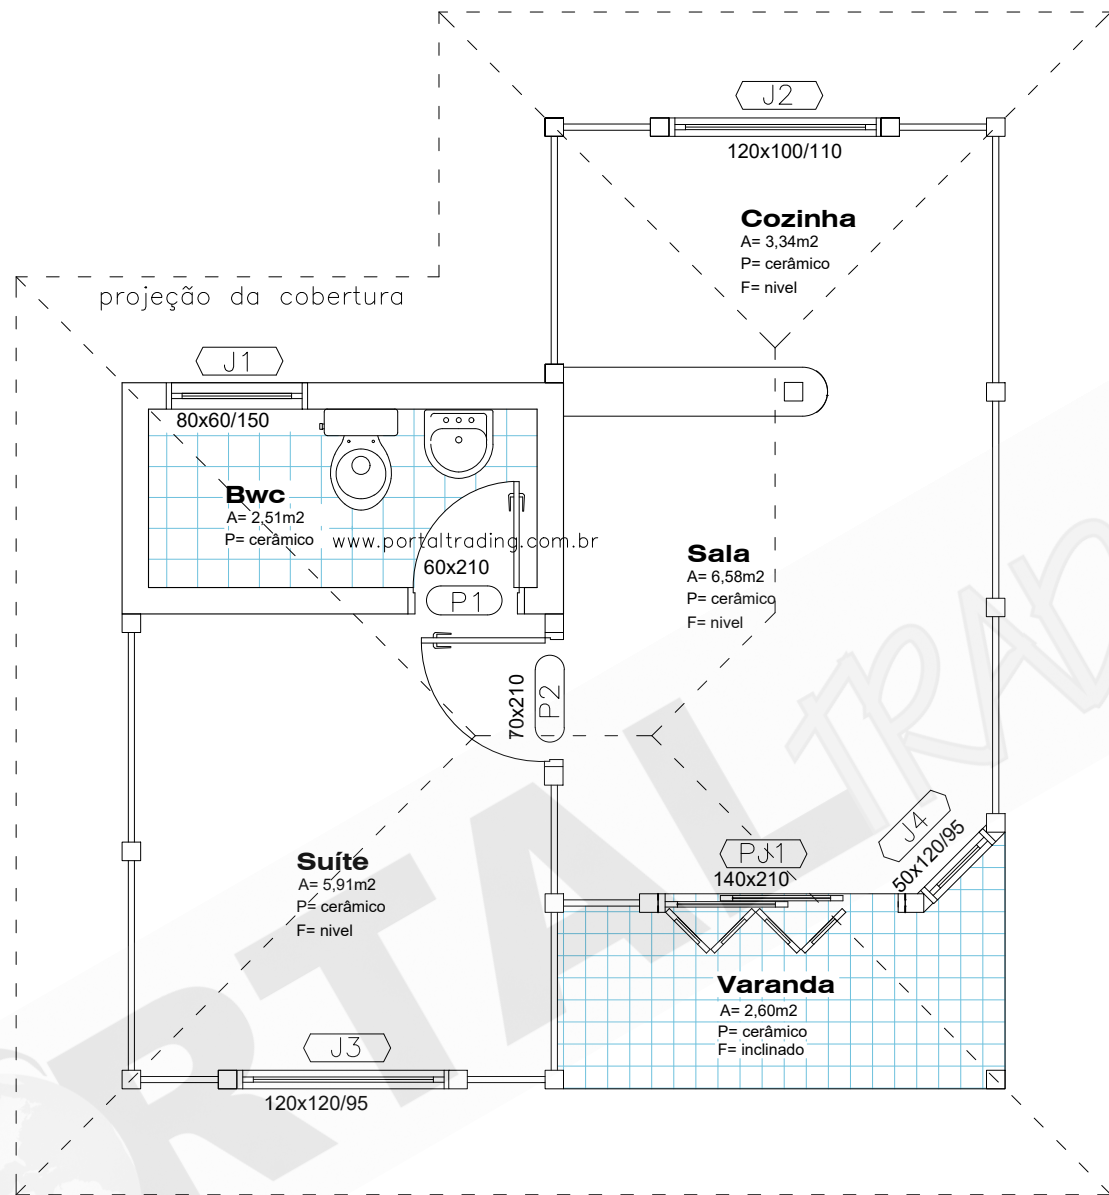 J2
120x100/110
Cozinha
A= 3,34m2
P= cerâmico
F= nivel
projeção da cobertura
J1
80x60/150
Bwc
A= 2,51m2
P= cerâmico
www.portaltrading.com.br
60x210
P1
Sala
A= 6,58m2
P= cerâmico
F= nivel
70x210
P2
J4
50x120/95
PJ1
140x210
Suíte
A= 5,91m2
P= cerâmico
F= nivel
Varanda
A= 2,60m2
P= cerâmico
F= inclinado
J3
120x120/95
ORTAL TRAD